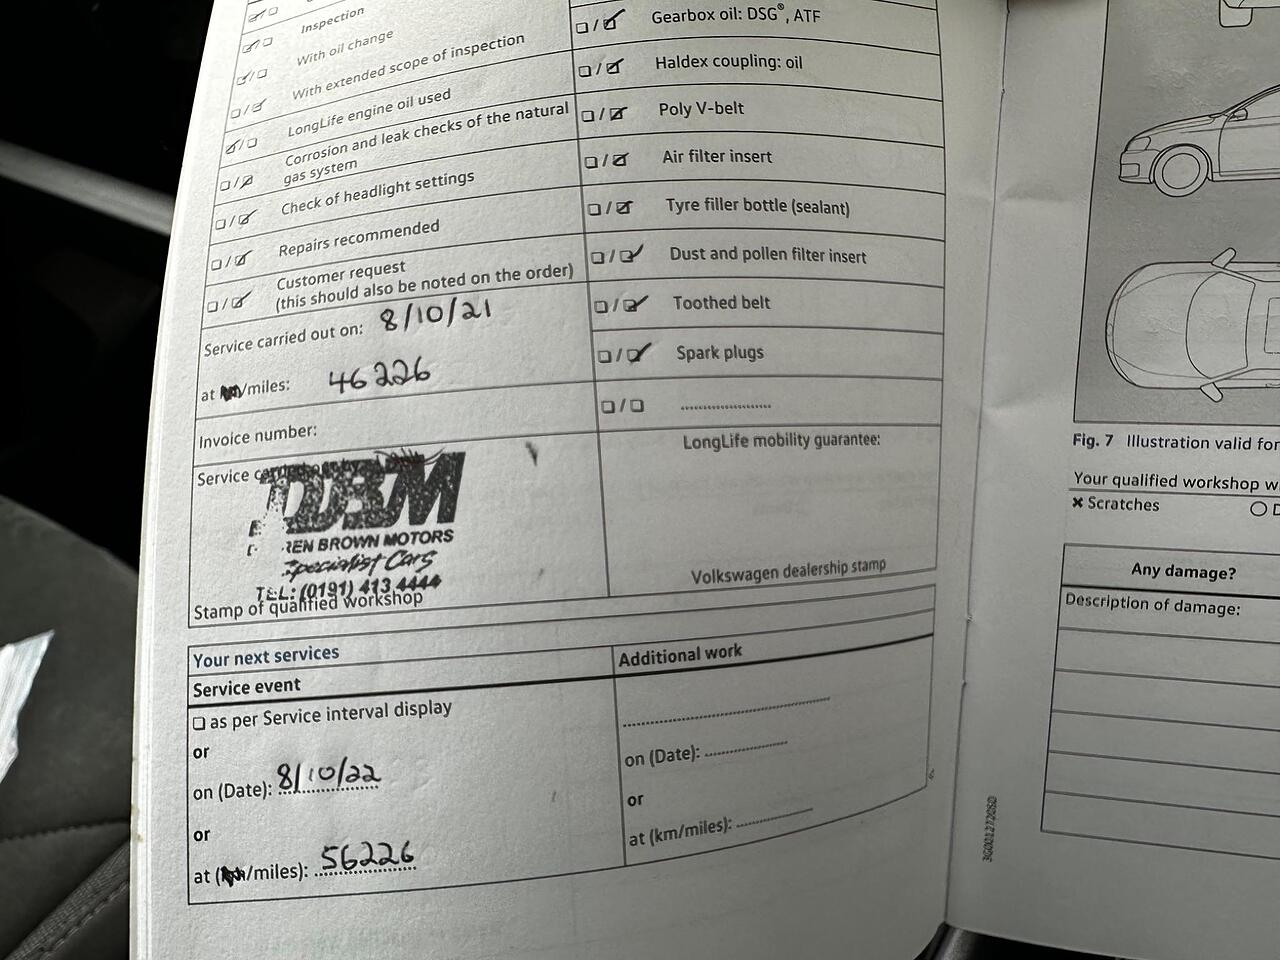 Inspection
With oil change
With extended scope of inspection
LongLife engine oil used
Corrosion and leak checks of the natural
gas system
Check of headlight settings
Repairs recommended
Customer request
(this should also be noted on the order)
Service carried out on: 8/10/21
at km/miles: 46226
Invoice number:
Service carried out by
DBM
REN BROWN MOTORS
Specialist Cars
TEL: (0191) 413 4444
Stamp of qualified workshop
Gearbox oil: DSG®, ATF
Haldex coupling: oil
Poly V-belt
Air filter insert
Tyre filler bottle (sealant)
Dust and pollen filter insert
Toothed belt
Spark plugs
LongLife mobility guarantee:
Volkswagen dealership stamp
Your next services
Service event
as per Service interval display
or
on (Date): 8/10/22
or
at (km/miles): 56226
Additional work
on (Date):
or
at (km/miles):
3G0012720SD
Fig. 7 Illustration valid for
Your qualified workshop w
Scratches
Any damage?
Description of damage: